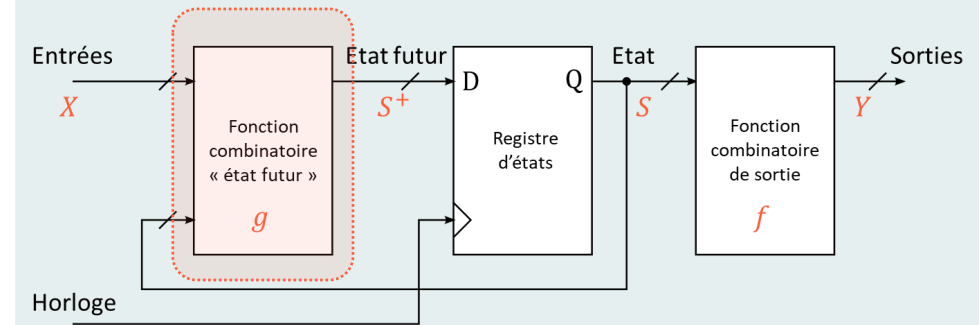 Entrées
X
Fonction
combinatoire
« état futur »
g
Etat futur
S⁺
D
Q
Registre
d'états
Etat
S
Fonction
combinatoire
de sortie
f
Sorties
Y
Horloge